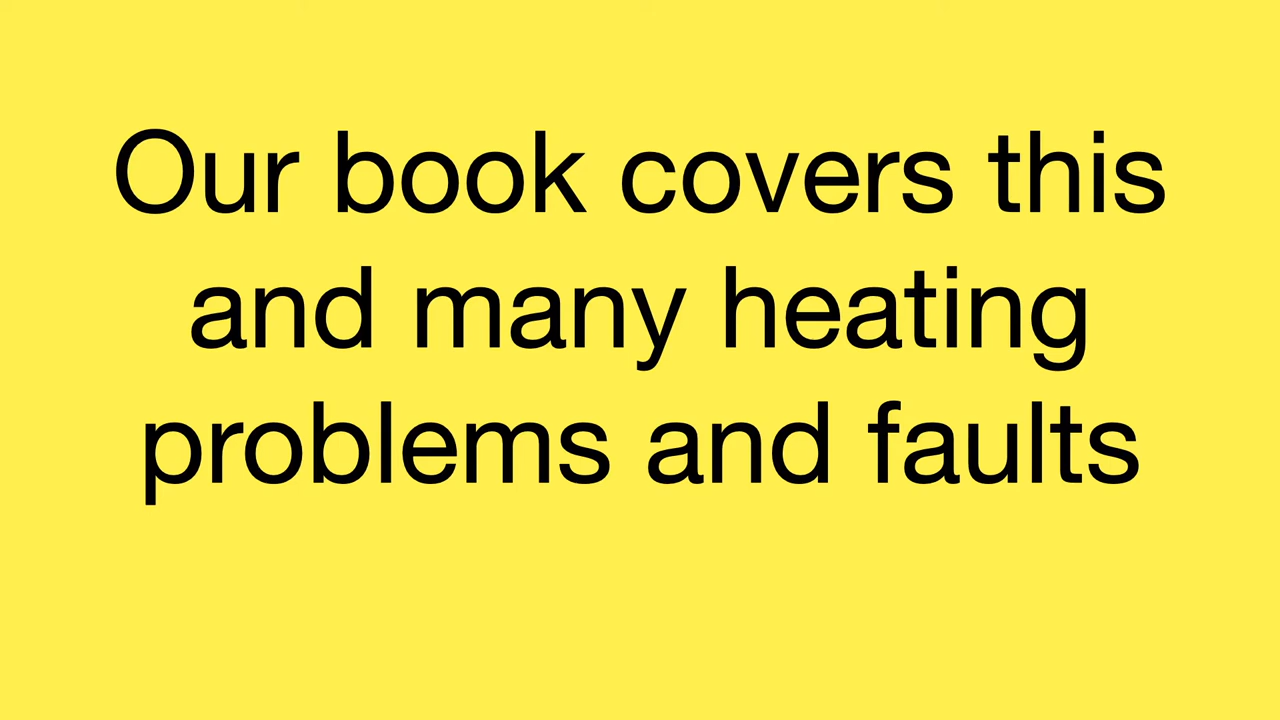 Our book covers this
and many heating
problems and faults